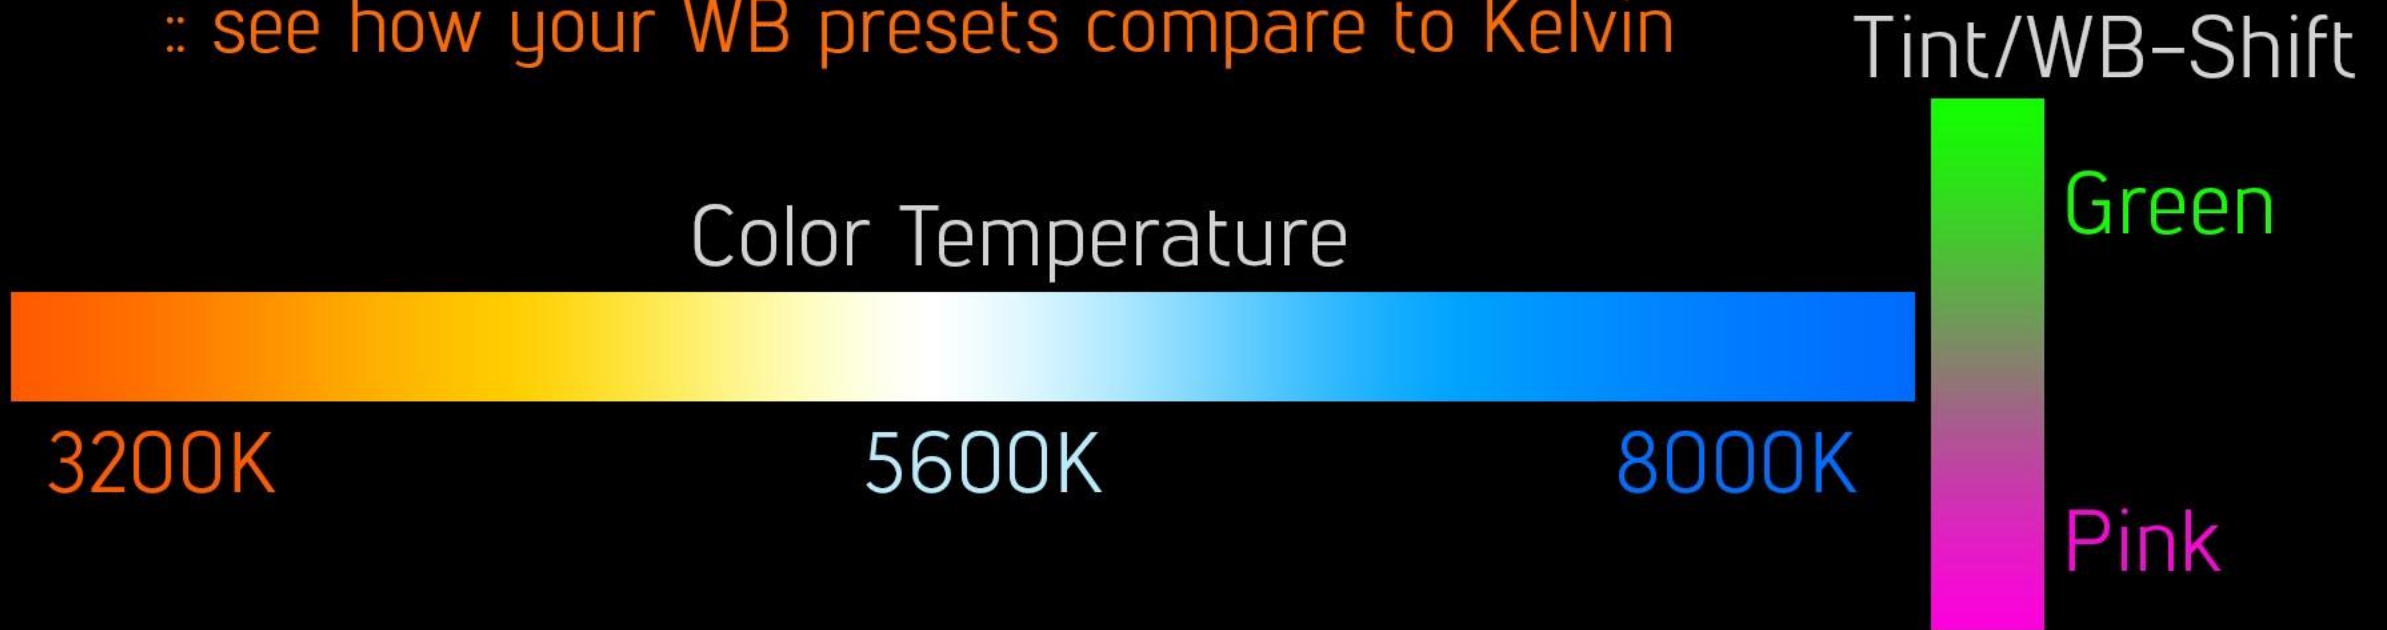 :: see how your WB presets compare to Kelvin
Tint/WB-Shift
Green
Color Temperature
3200K 5600K 8000K
Pink